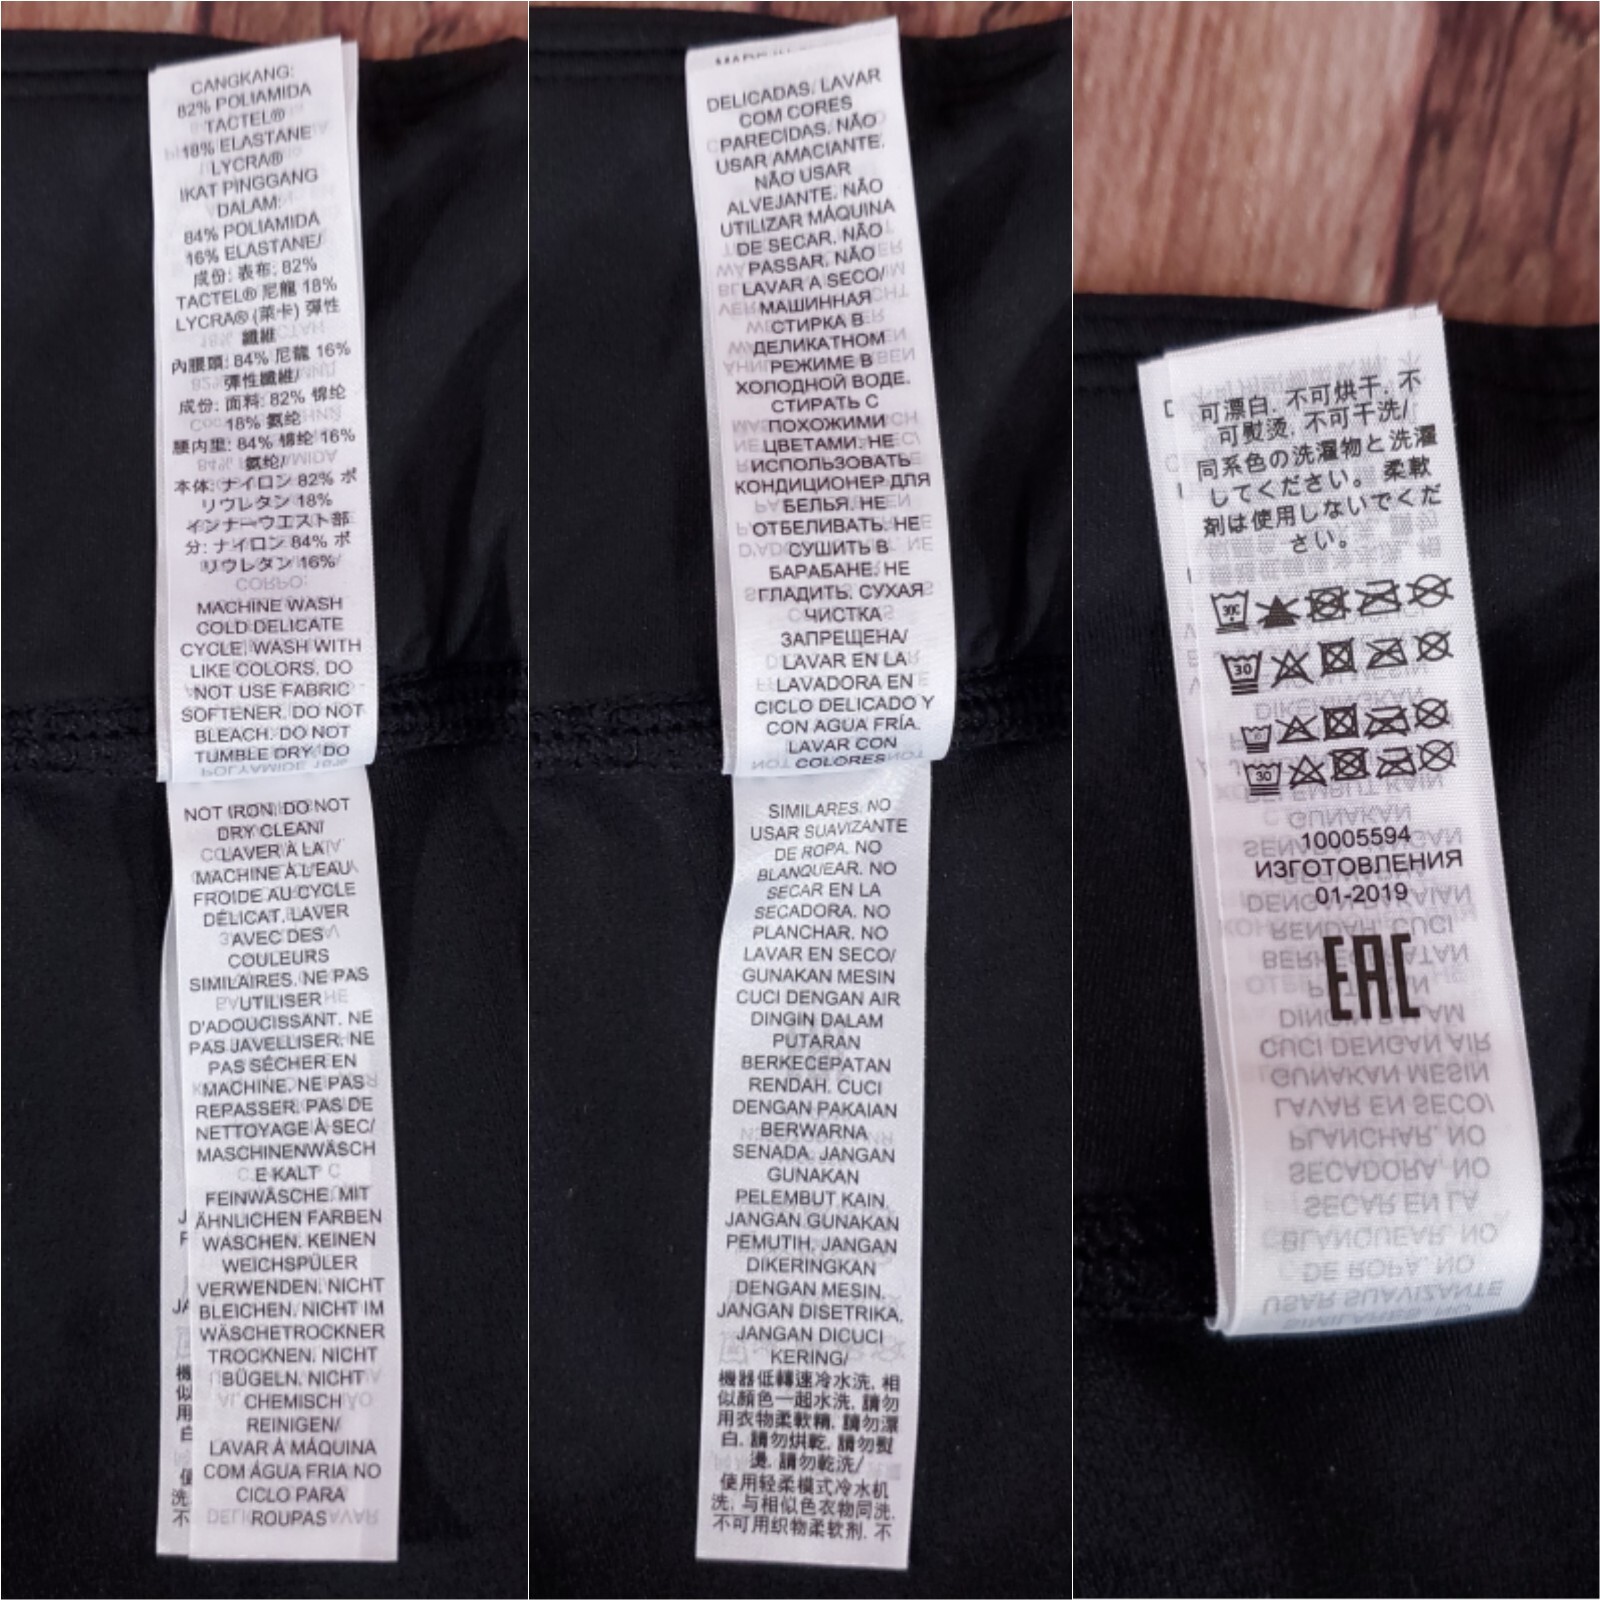 CANGKANG:
82% POLIAMIDA
TACTEL®
18% ELASTANE
LYCRA®
IKAT PINGGANG
DALAM:
84% POLIAMIDA
16% ELASTANE/
成份: 表布: 82%
TACTEL® 尼龍 18%
LYCRA® (萊卡) 彈性
纖維
內腰頭: 84% 尼龍 16%
彈性纖維/
成份: 面料: 82% 锦纶
18% 氨纶
腰内里: 84% 锦纶 16%
氨纶/
本体: ナイロン 82% ポ
リウレタン 18%
インナーウエスト部
分: ナイロン 84% ポ
リウレタン 16%/
MACHINE WASH
COLD DELICATE
CYCLE. WASH WITH
LIKE COLORS. DO
NOT USE FABRIC
SOFTENER. DO NOT
BLEACH. DO NOT
TUMBLE DRY. DO
NOT IRON. DO NOT
DRY CLEAN/
LAVER À LA
MACHINE À L'EAU
FROIDE AU CYCLE
DÉLICAT. LAVER
AVEC DES
COULEURS
SIMILAIRES. NE PAS
UTILISER
D'ADOUCISSANT. NE
PAS JAVELLISER. NE
PAS SÉCHER EN
MACHINE. NE PAS
REPASSER. PAS DE
NETTOYAGE À SEC/
MASCHINENWÄSCH
E KALT
FEINWÄSCHE. MIT
ÄHNLICHEN FARBEN
WASCHEN. KEINEN
WEICHSPÜLER
VERWENDEN. NICHT
BLEICHEN. NICHT IM
WÄSCHETROCKNER
TROCKNEN. NICHT
BÜGELN. NICHT
CHEMISCH
REINIGEN/
LAVAR À MÁQUINA
COM ÁGUA FRIA NO
CICLO PARA
ROUPAS
DELICADAS. LAVAR
COM CORES
PARECIDAS. NÃO
USAR AMACIANTE.
NÃO USAR
ALVEJANTE. NÃO
UTILIZAR MÁQUINA
DE SECAR. NÃO
PASSAR. NÃO
LAVAR A SECO/
МАШИННАЯ
СТИРКА В
ДЕЛИКАТНОМ
РЕЖИМЕ В
ХОЛОДНОЙ ВОДЕ.
СТИРАТЬ С
ПОХОЖИМИ
ЦВЕТАМИ. НЕ
ИСПОЛЬЗОВАТЬ
КОНДИЦИОНЕР ДЛЯ
БЕЛЬЯ. НЕ
ОТБЕЛИВАТЬ. НЕ
СУШИТЬ В
БАРАБАНЕ. НЕ
ГЛАДИТЬ. СУХАЯ
ЧИСТКА
ЗАПРЕЩЕНА/
LAVAR EN LA
LAVADORA EN
CICLO DELICADO Y
CON AGUA FRÍA.
LAVAR CON
COLORES
SIMILARES. NO
USAR SUAVIZANTE
DE ROPA. NO
BLANQUEAR. NO
SECAR EN LA
SECADORA. NO
PLANCHAR. NO
LAVAR EN SECO/
GUNAKAN MESIN
CUCI DENGAN AIR
DINGIN DALAM
PUTARAN
BERKECEPATAN
RENDAH. CUCI
DENGAN PAKAIAN
BERWARNA
SENADA. JANGAN
GUNAKAN
PELEMBUT KAIN.
JANGAN GUNAKAN
PEMUTIH. JANGAN
DIKERINGKAN
DENGAN MESIN.
JANGAN DISETRIKA.
JANGAN DICUCI
KERING/
機器低轉速冷水洗. 相
似顏色一起水洗. 請勿
用衣物柔軟精. 請勿漂
白. 請勿烘乾. 請勿熨
燙. 請勿乾洗/
使用轻柔模式冷水机
洗. 与相似色衣物同洗.
不可用织物柔软剂. 不
可漂白. 不可烘干. 不
可熨烫. 不可干洗/
同系色の洗濯物と洗濯
してください。柔軟
剤は使用しないでくだ
さい。
30C
30
30
10005594
ИЗГОТОВЛЕНИЯ
01-2019
EAC